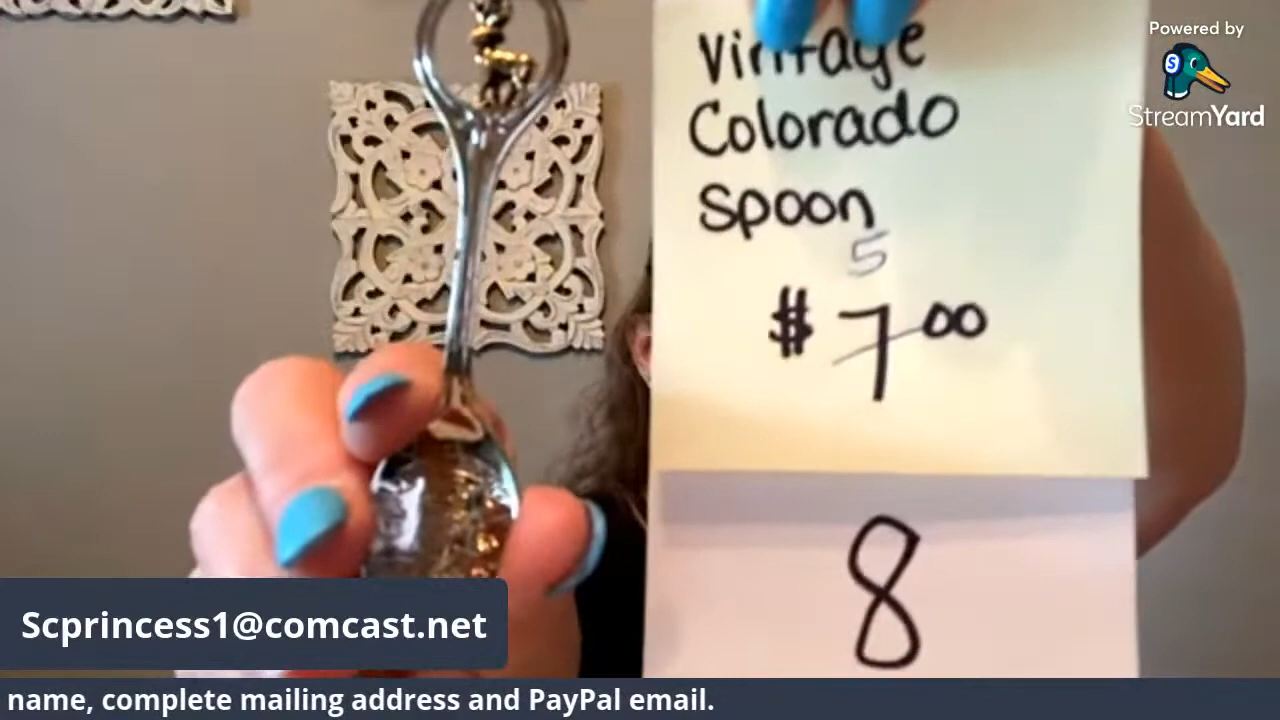 Powered by
StreamYard
Vintage
Colorado
Spoon
5
$ 7 00
8
Scprincess1@comcast.net
name, complete mailing address and PayPal email.